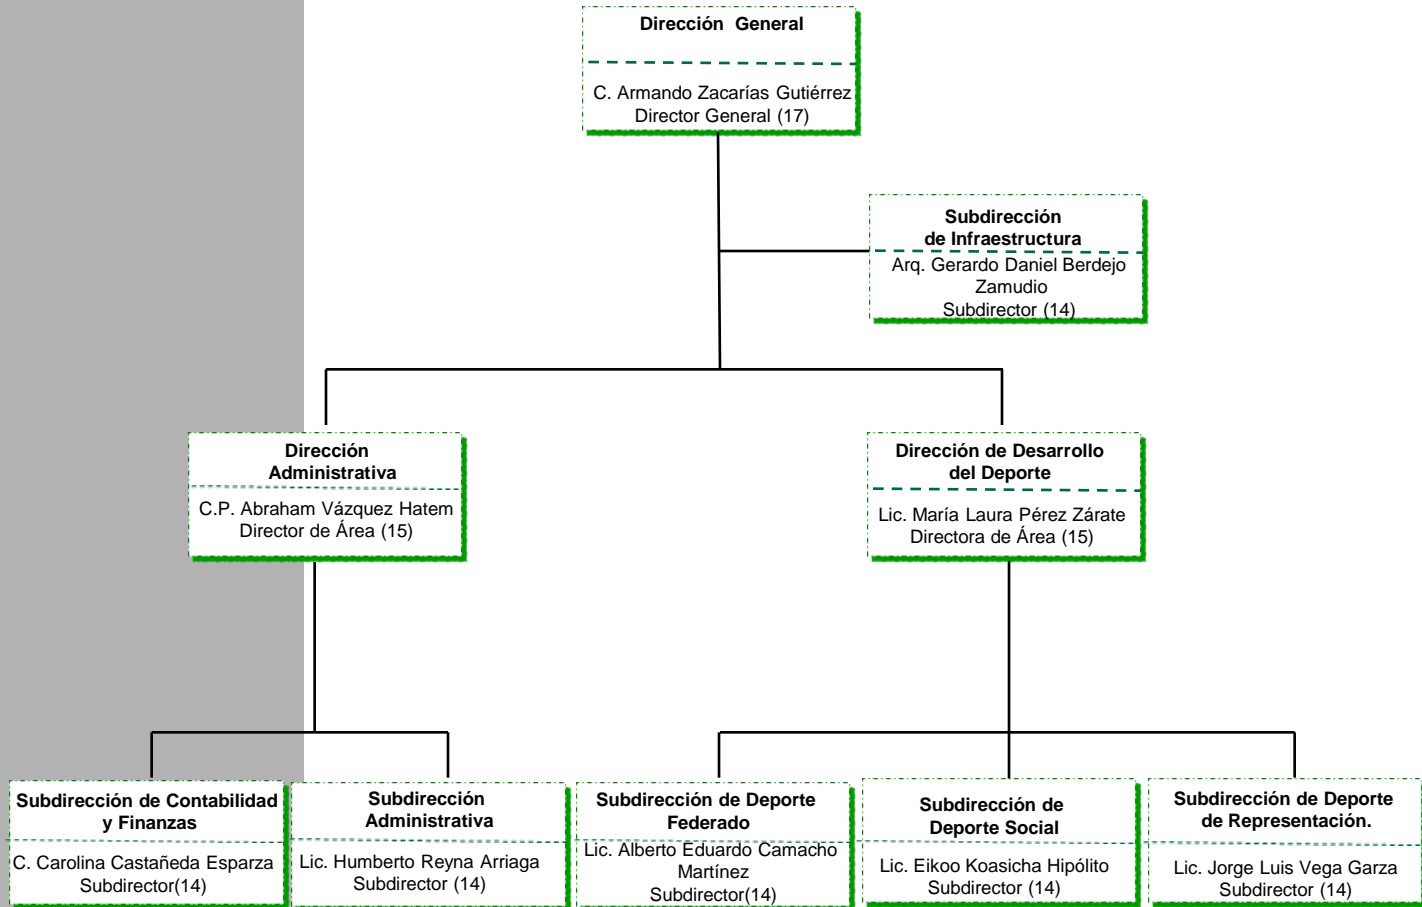 Dirección  General
C. Armando Zacarías Gutiérrez
Director General (17)
Subdirección
de Infraestructura
Arq. Gerardo Daniel Berdejo
Zamudio
Subdirector (14)
Dirección
Administrativa
C.P. Abraham Vázquez Hatem
Director de Área (15)
Dirección de Desarrollo
del Deporte
Lic. María Laura Pérez Zárate
Directora de Área (15)
Subdirección de Contabilidad
y Finanzas
C. Carolina Castañeda Esparza
Subdirector(14)
Subdirección
Administrativa
Lic. Humberto Reyna Arriaga
Subdirector (14)
Subdirección de Deporte
Federado
Lic. Alberto Eduardo Camacho
Martínez
Subdirector(14)
Subdirección de
Deporte Social
Lic. Eikoo Koasicha Hipólito
Subdirector (14)
Subdirección de Deporte
de Representación.
Lic. Jorge Luis Vega Garza
Subdirector (14)